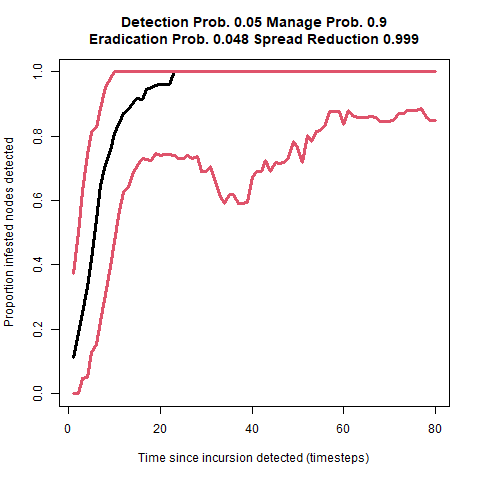 Detection Prob. 0.05 Manage Prob. 0.9
Eradication Prob. 0.048 Spread Reduction 0.999
Proportion infested nodes detected
1.0
0.8
0.6
0.4
0.2
0.0
0 20 40 60 80
Time since incursion detected (timesteps)